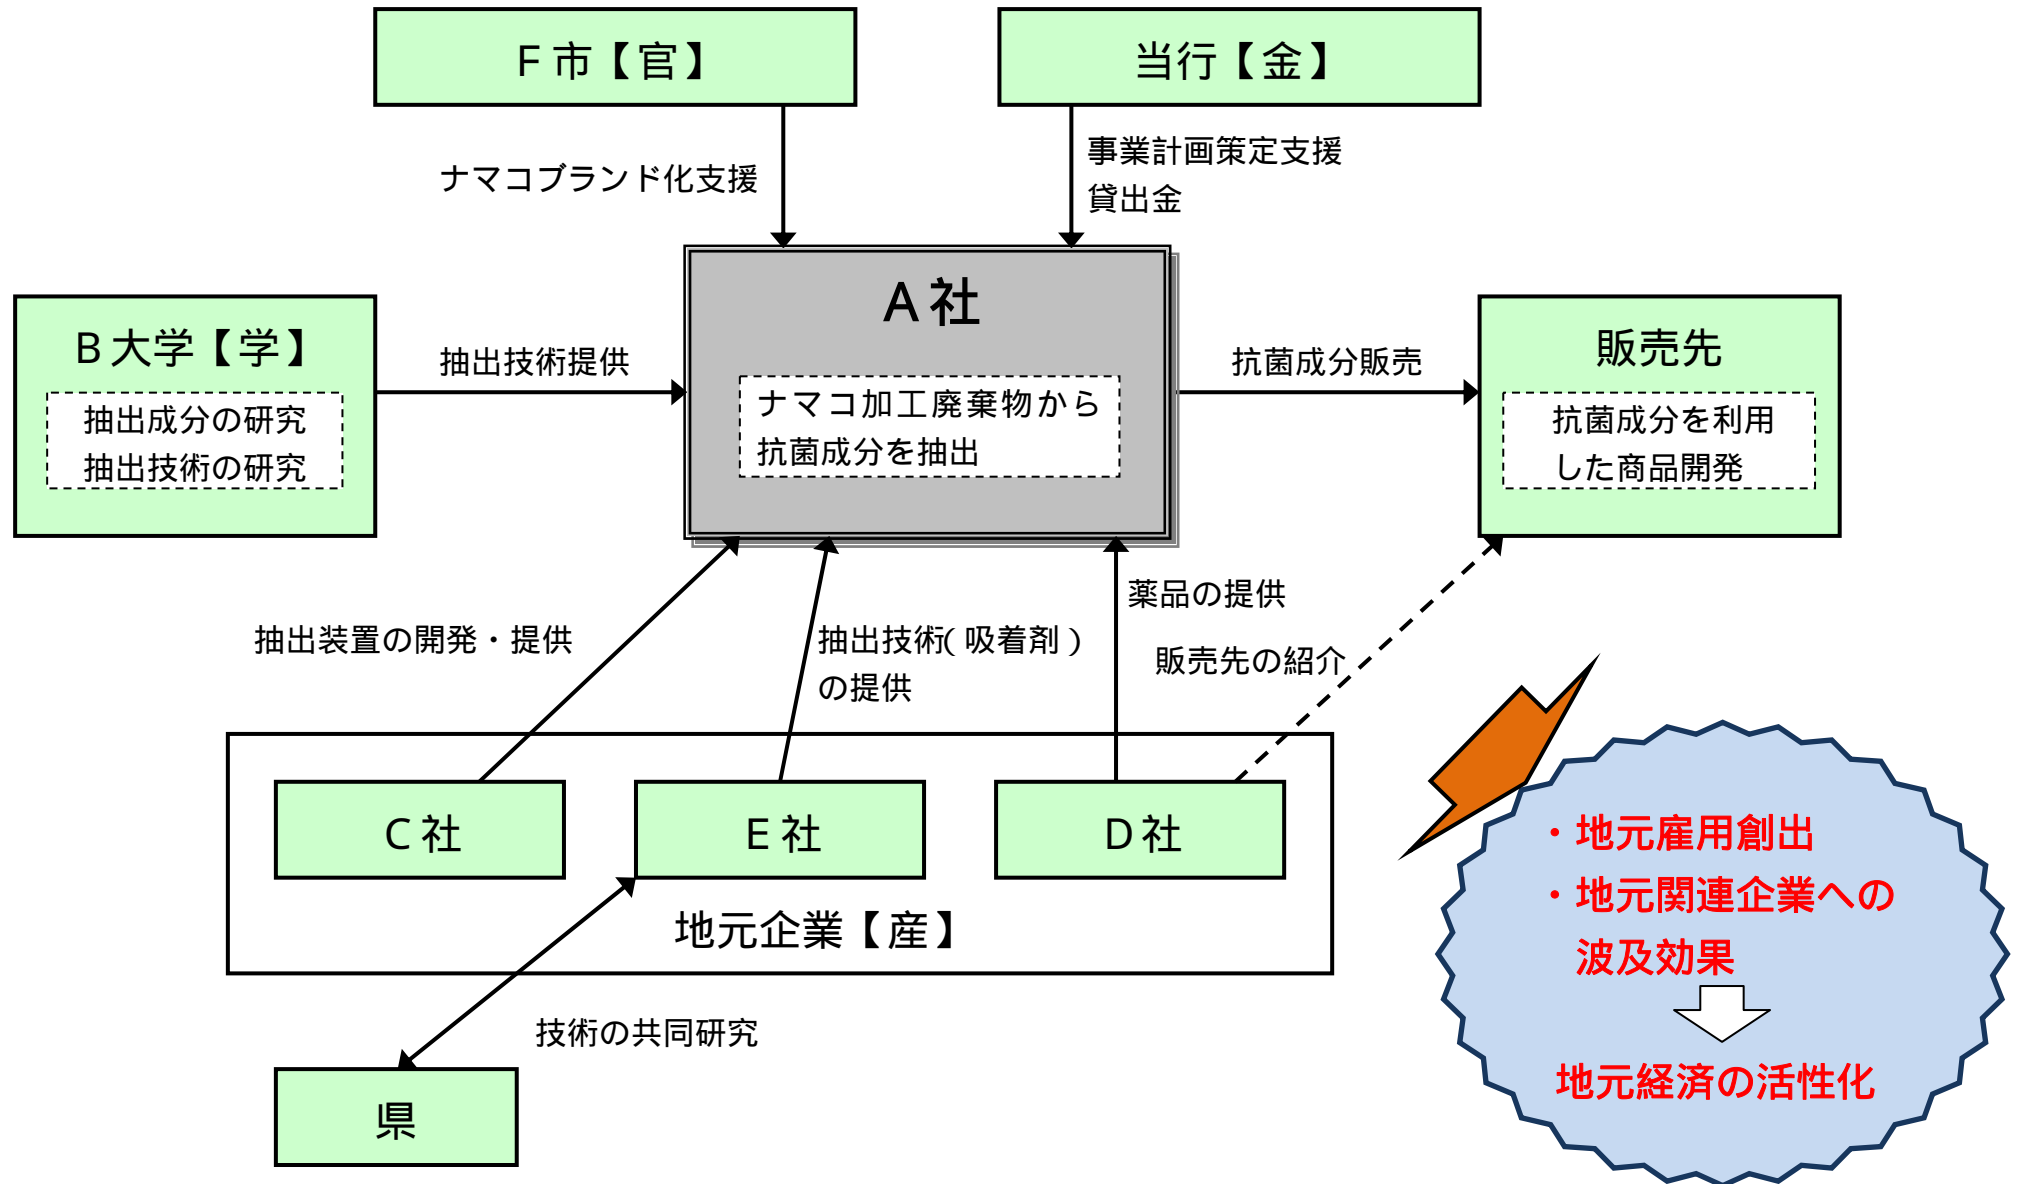 F市【官】
当行【金】
ナマコブランド化支援
事業計画策定支援
貸出金
A社
ナマコ加工廃棄物から
抗菌成分を抽出
B大学【学】
抽出成分の研究
抽出技術の研究
抽出技術提供
抗菌成分販売
販売先
抗菌成分を利用
した商品開発
抽出装置の開発・提供
抽出技術(吸着剤)
の提供
薬品の提供
販売先の紹介
C社
E社
D社
地元企業【産】
技術の共同研究
県
・地元雇用創出
・地元関連企業への
波及効果
地元経済の活性化